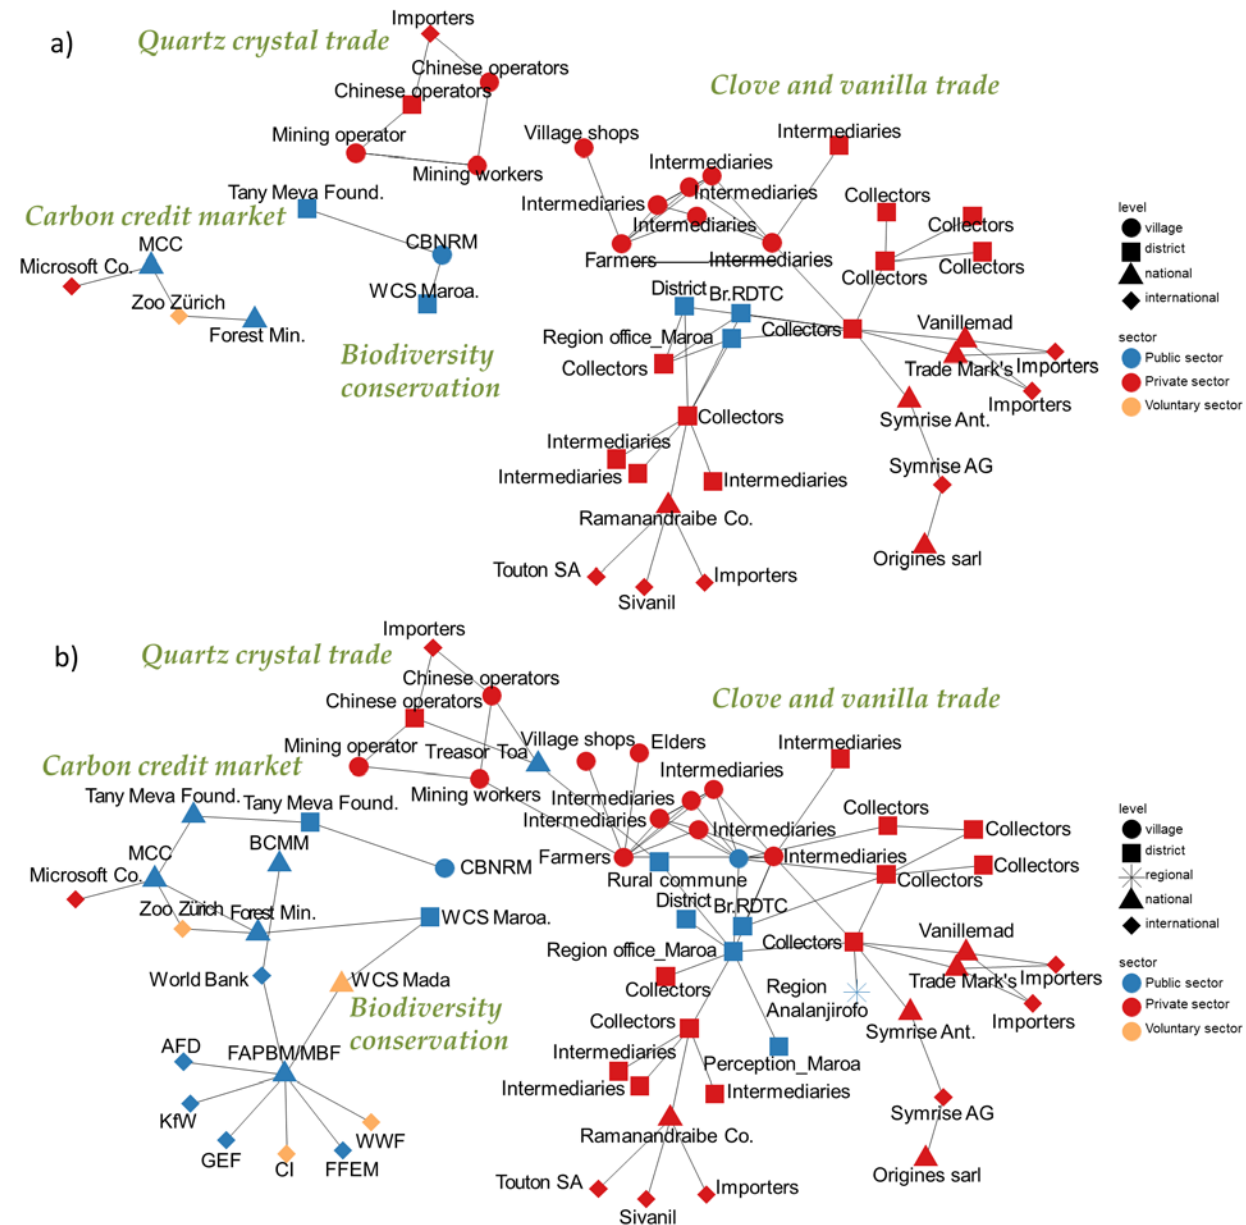 a)
Quartz crystal trade
Importers
Chinese operators
Chinese operators
Mining operator
Mining workers
Clove and vanilla trade
Village shops
Intermediaries
Intermediaries
Intermediaries
Intermediaries
Intermediaries
Farmers
Intermediaries
Collectors
Collectors
Collectors
Collectors
Tany Meva Found.
Carbon credit market
MCC
Microsoft Co.
Zoo Zürich
Forest Min.
CBNRM
WCS Maroa.
Biodiversity
conservation
District
Br.RDTC
Region office_Maroa
Collectors
Collectors
Vanillemad
Trade Mark's
Importers
Importers
Collectors
Symrise Ant.
Intermediaries
Intermediaries
Intermediaries
Symrise AG
Ramanandraibe Co.
Origines sarl
Touton SA
Sivanil
Importers
level
village
district
national
international
sector
Public sector
Private sector
Voluntary sector
b)
Quartz crystal trade
Importers
Chinese operators
Chinese operators
Mining operator
Treasor Toa
Mining workers
Clove and vanilla trade
Village shops
Elders
Intermediaries
Intermediaries
Intermediaries
Intermediaries
Intermediaries
Farmers
Intermediaries
Collectors
Collectors
Collectors
Collectors
Rural commune
District
Br.RDTC
Carbon credit market
Tany Meva Found.
Tany Meva Found.
BCMM
MCC
Microsoft Co.
CBNRM
Zoo Zürich
Forest Min.
WCS Maroa.
World Bank
WCS Mada
Biodiversity
conservation
Region office_Maroa
Collectors
Collectors
Vanillemad
Trade Mark's
Importers
Importers
Region
Analanjirofo
Symrise Ant.
Collectors
Perception_Maroa
Intermediaries
Intermediaries
Intermediaries
AFD
FAPBM/MBF
KfW
GEF
CI
FFEM
WWF
Symrise AG
Ramanandraibe Co.
Origines sarl
Touton SA
Sivanil
Importers
level
village
district
regional
national
international
sector
Public sector
Private sector
Voluntary sector